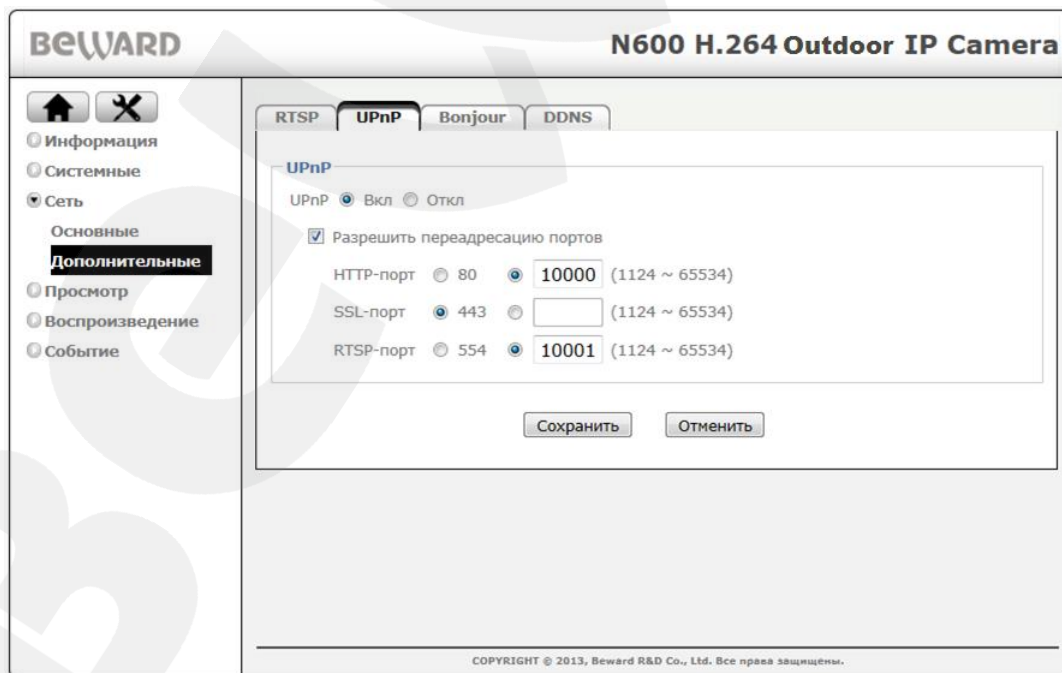 BEWARD
N600 H.264 Outdoor IP Camera
RTSP UPnP Bonjour DDNS
Информация
Системные
Сеть
Основные
Дополнительные
Просмотр
Воспроизведение
Событие
UPnP
UPnP Вкл Откл
Разрешить переадресацию портов
HTTP-порт 80 10000 (1124 ~ 65534)
SSL-порт 443 (1124 ~ 65534)
RTSP-порт 554 10001 (1124 ~ 65534)
Сохранить Отменить
COPYRIGHT © 2013, Beward R&D Co., Ltd. Все права защищены.